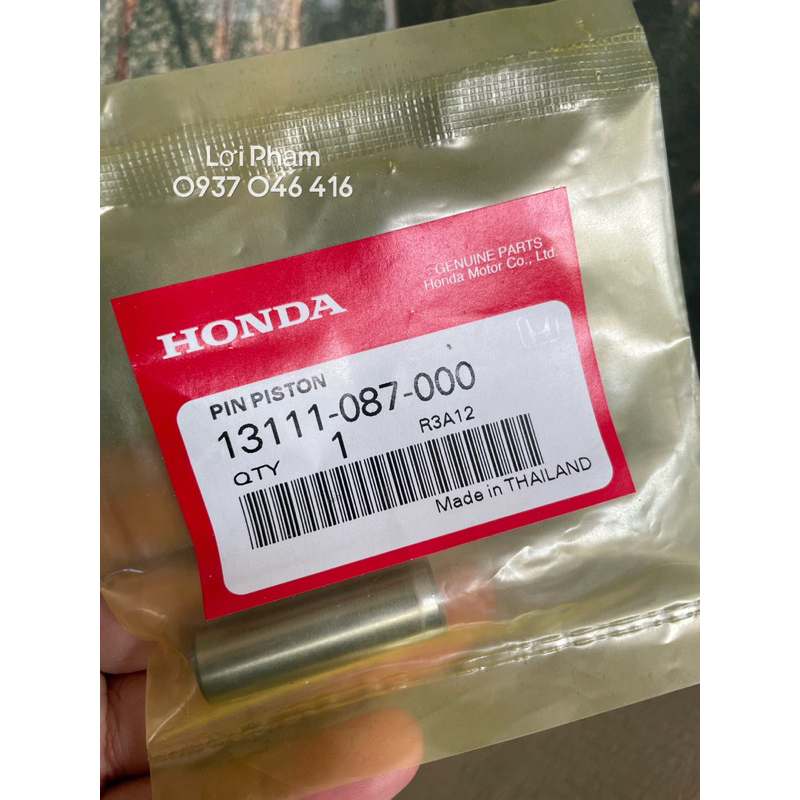 Lợi Phạm
0937 046 416
GENUINE PARTS
Honda Motor Co., Ltd.
HONDA
PIN PISTON
13111-087-000
QTY 1 R3A12
Made in THAILAND